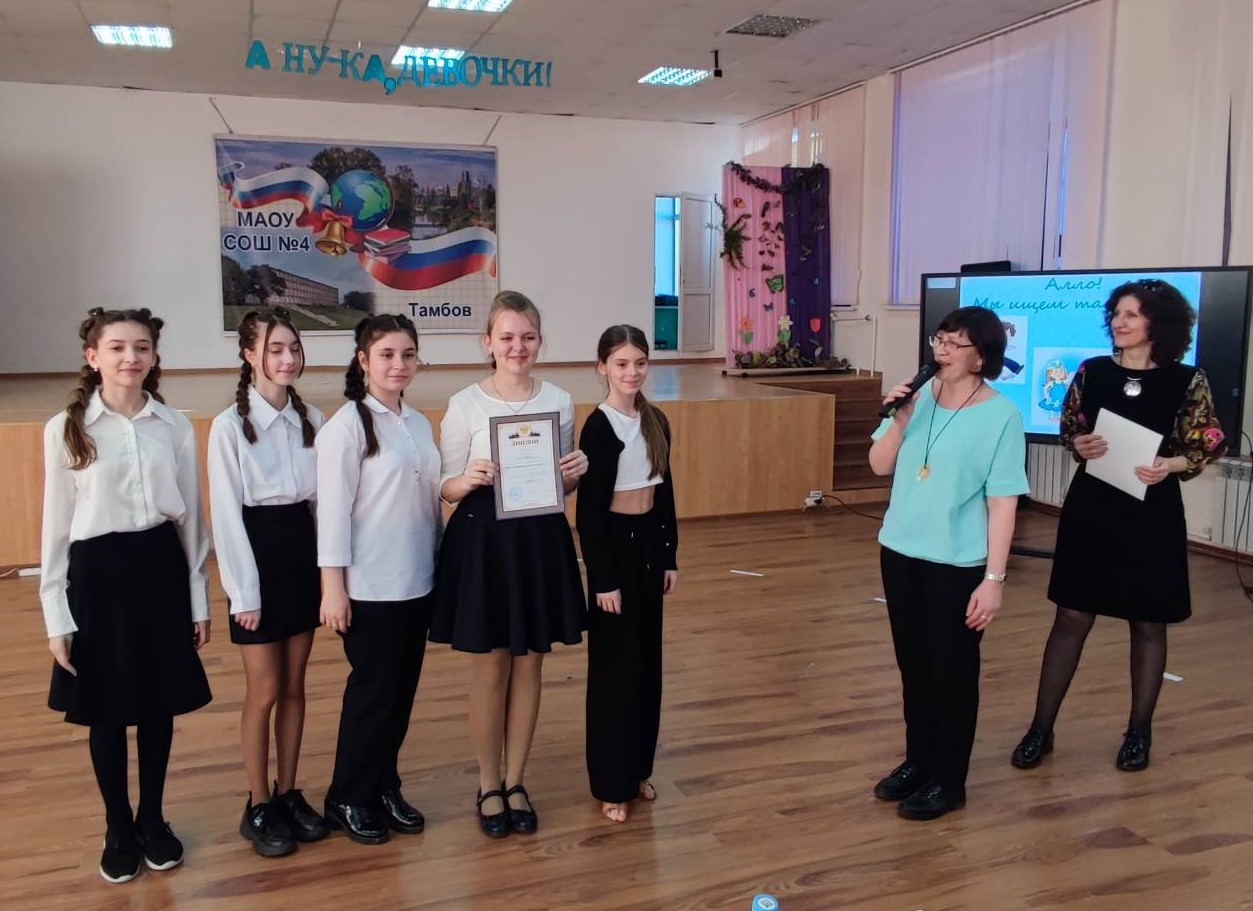 А НУ-КА, ДЕВОЧКИ!
МАОУ
СОШ №4
Тамбов
Алло!
Мы ищем та
ДИПЛОМ